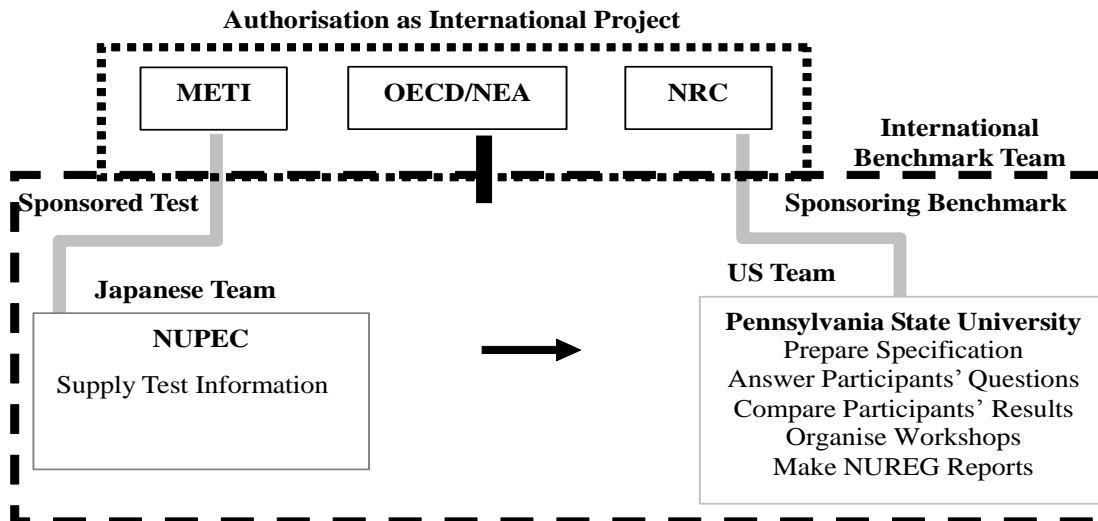 Authorisation as International Project
METI
OECD/NEA
NRC
International
Benchmark Team
Sponsored Test
Sponsoring Benchmark
Japanese Team
US Team
NUPEC
Supply Test Information
Pennsylvania State University
Prepare Specification
Answer Participants’ Questions
Compare Participants’ Results
Organise Workshops
Make NUREG Reports